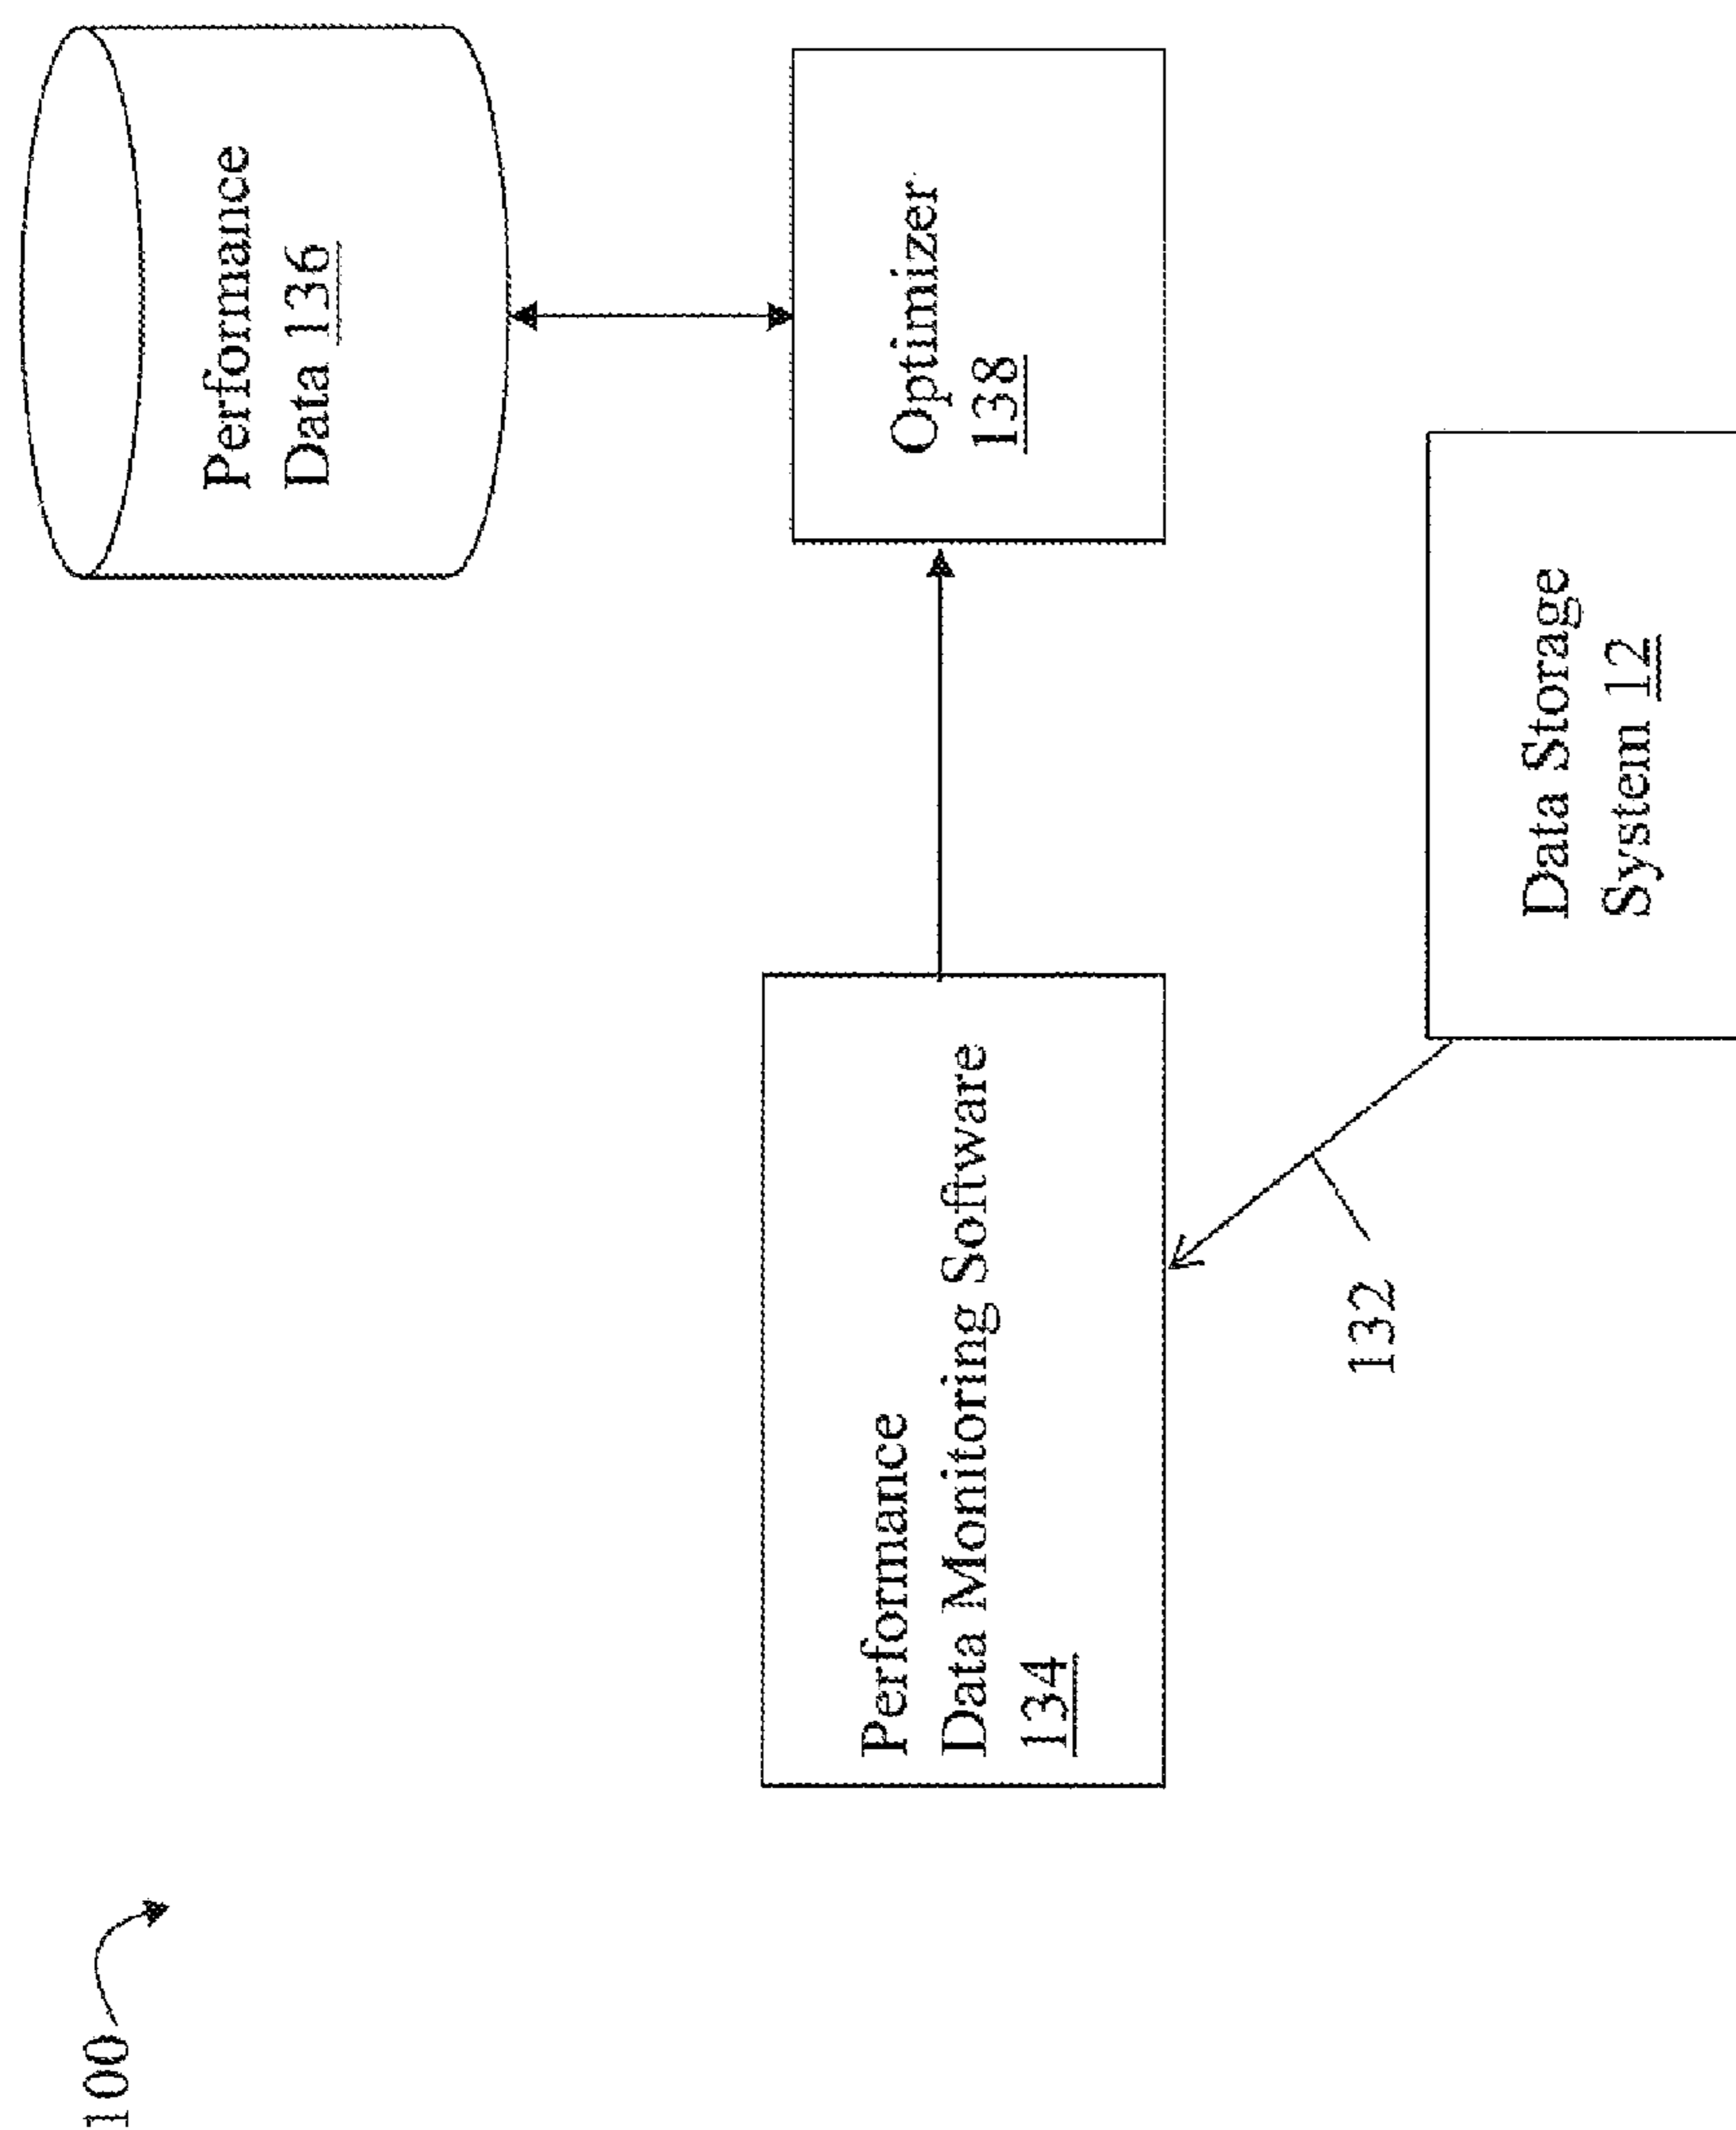 100
Performance
Data 136
Performance
Data Monitoring Software
134
Optimizer
138
132
Data Storage
System 12